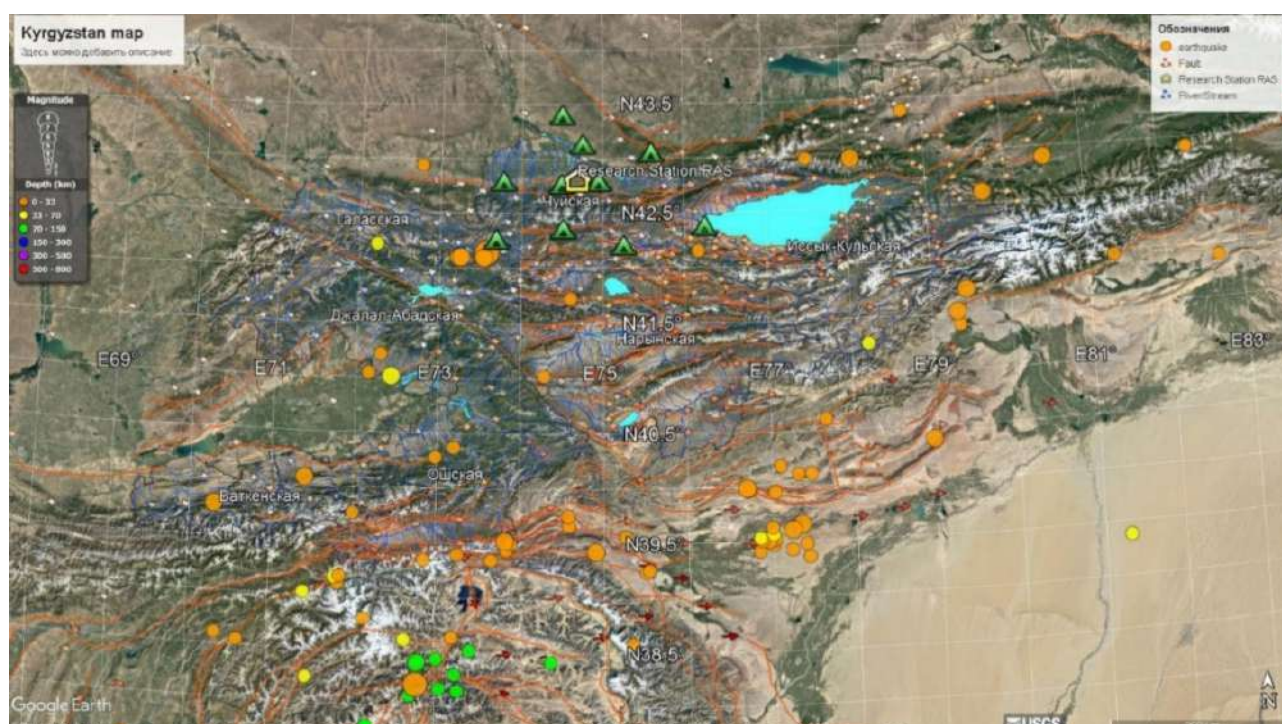 Kyrgyzstan map
Здесь можно добавить описание
Обозначения
earthquake
Fault
Research Station RAS
River/Stream
Magnitude
Depth (km)
0 - 33
33 - 70
70 - 150
150 - 300
300 - 500
500 - 800
N43.5°
Research Station RAS
Чуйская
N42.5°
Таласская
Иссык-Кульская
Джалал-Абадская
N41.5°
Нарынская
E69°
E71°
E73°
E75°
E77°
E79°
E81°
E83°
N40.5°
Ошская
Баткенская
N39.5°
N38.5°
Google Earth
N
USGS